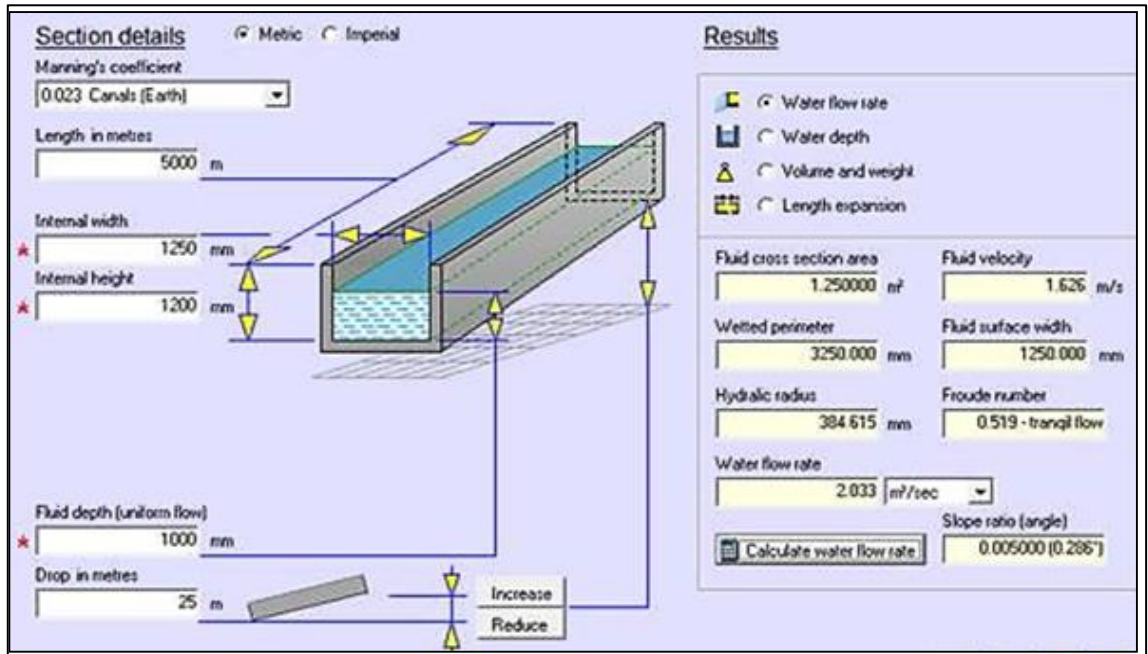 Section details
Metric
Imperial
Manning's coefficient
0.023 Canals (Earth)
Length in metres
5000 m
Internal width
* 1250 mm
Internal height
* 1200 mm
Fluid depth (uniform flow)
* 1000 mm
Drop in metres
25 m
Increase
Reduce
Results
Water flow rate
Water depth
Volume and weight
Length expansion
Fluid cross section area
1.250000 m²
Fluid velocity
1.626 m/s
Wetted perimeter
3250.000 mm
Fluid surface width
1250.000 mm
Hydralic radius
384.615 mm
Froude number
0.519 - tranqil flow
Water flow rate
2.033 m³/sec
Calculate water flow rate
Slope ratio (angle)
0.005000 (0.286°)